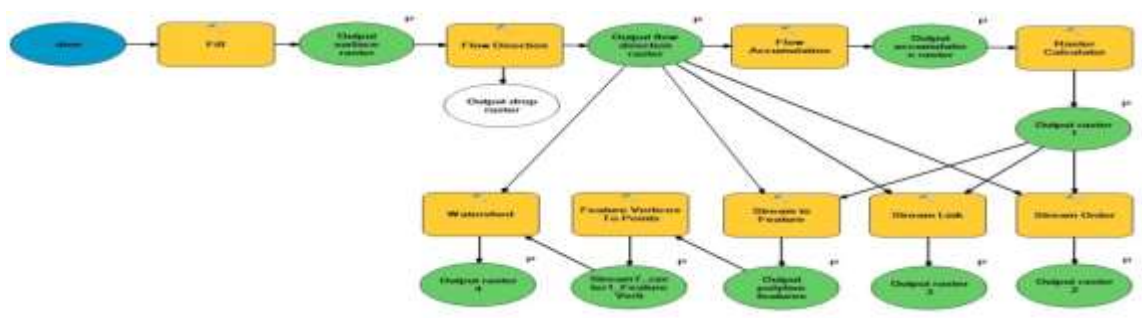 Fill
Output
surface
raster
P
Flow Direction
Output drop
raster
Output flow
direction
raster
P
Flow
Accumulation
Output
raster
P
Raster
Calculator
Output raster
1
P
Watershed
Output raster
4
P
Feature Vertices
To Points
P
Stream to
Feature
Output
polyline
features
P
Stream Link
Output raster
3
P
Stream Order
Output raster
2
P